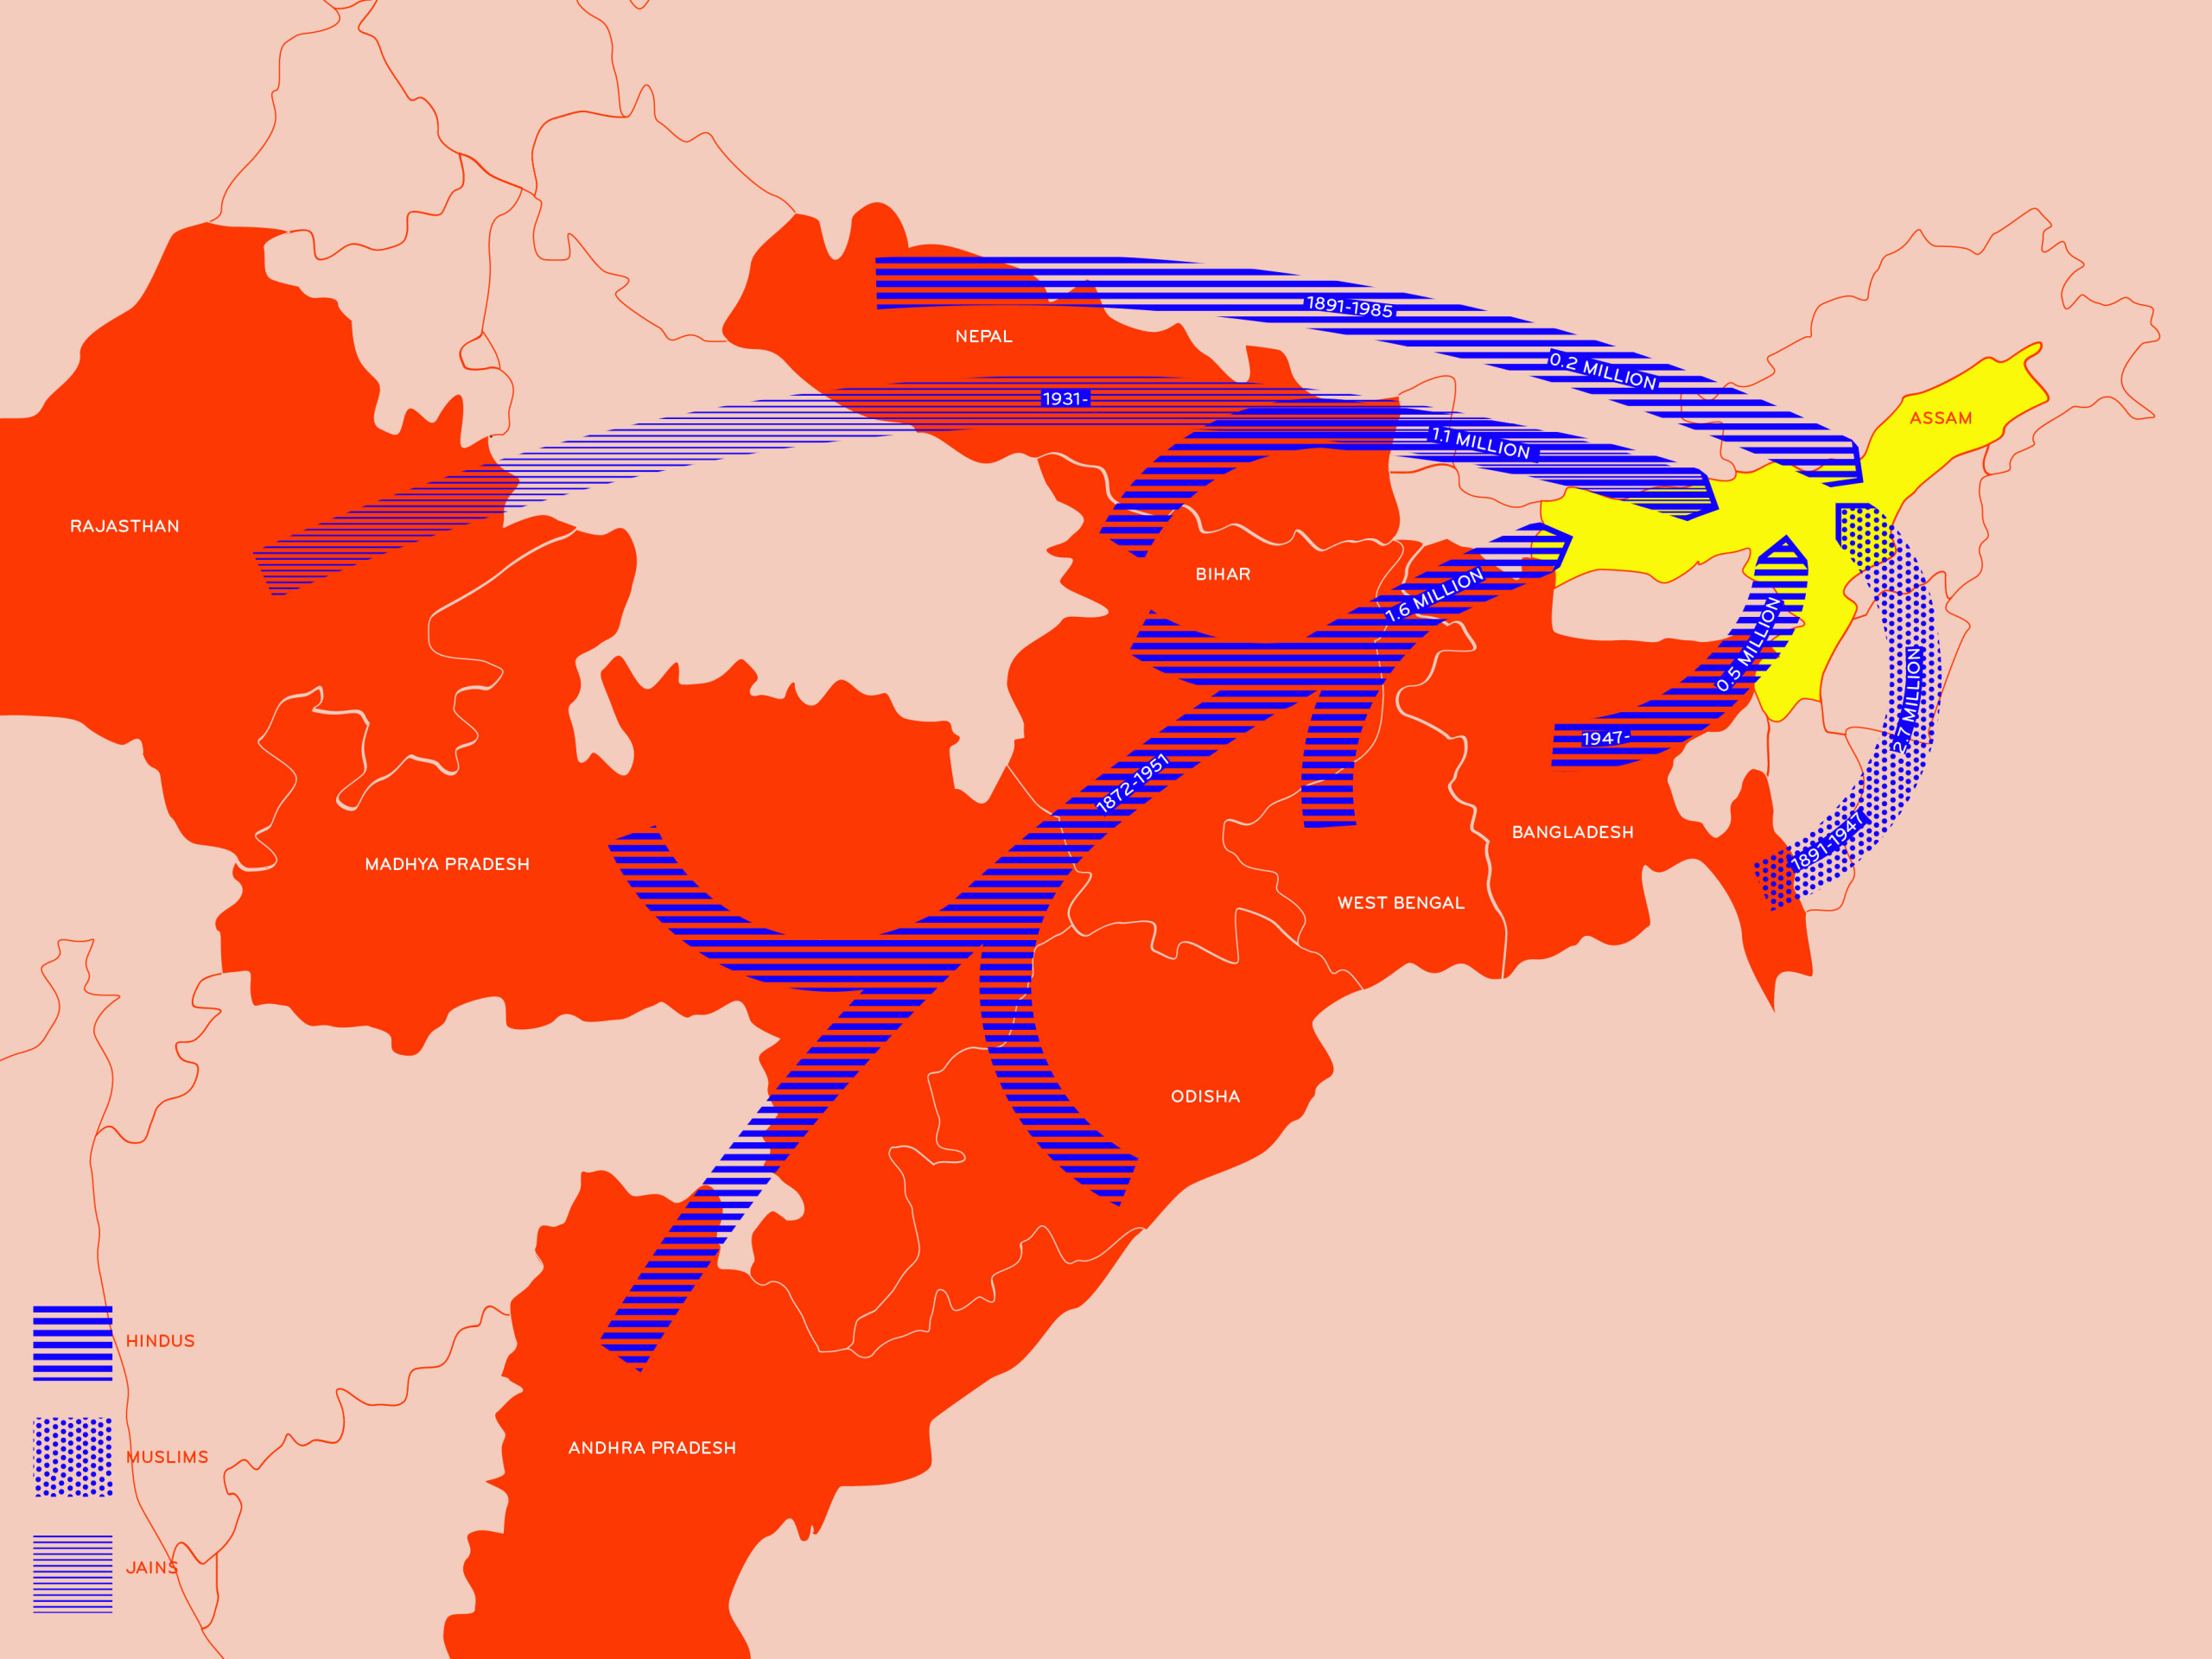 1891-1985
NEPAL
0.2 MILLION
1931-
ASSAM
1.1 MILLION
RAJASTHAN
BIHAR
1.6 MILLION
0.5 MILLION
2.7 MILLION
1947-
1872-1951
BANGLADESH
1891-1947
MADHYA PRADESH
WEST BENGAL
ODISHA
HINDUS
ANDHRA PRADESH
MUSLIMS
JAINS